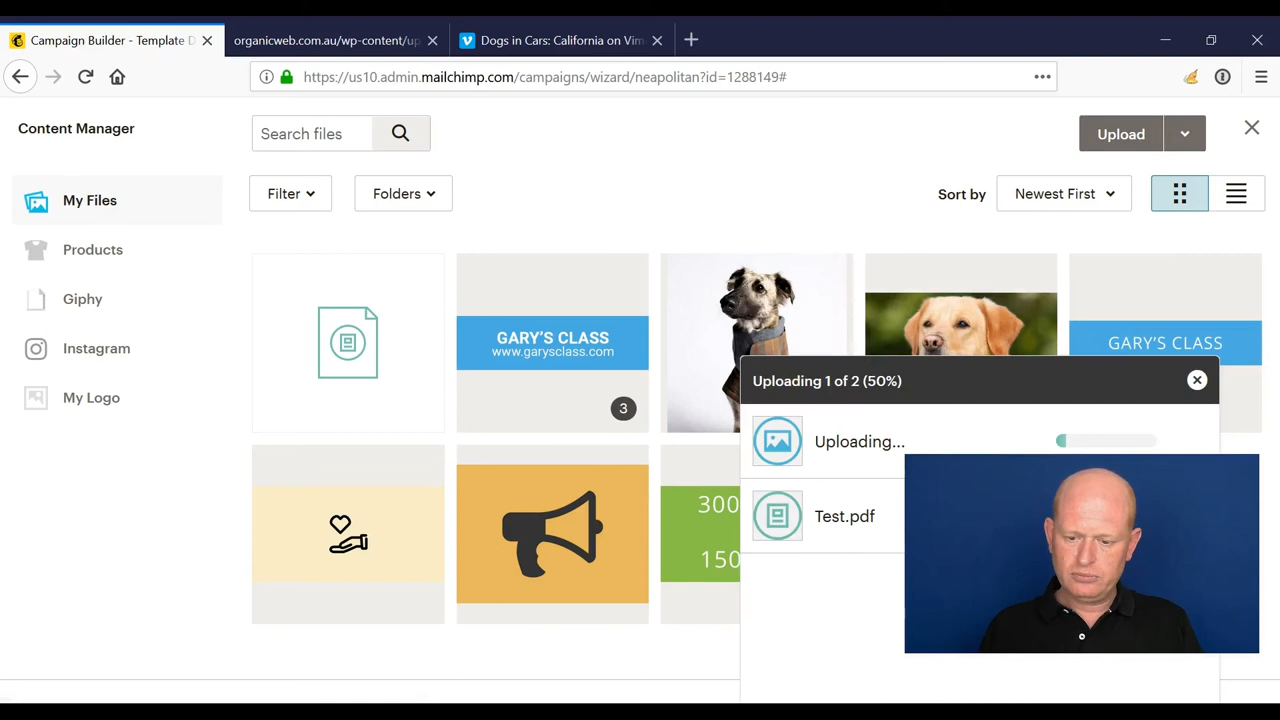 Campaign Builder - Template D
organicweb.com.au/wp-content/up
Dogs in Cars: California on Vim
https://us10.admin.mailchimp.com/campaigns/wizard/neapolitan?id=1288149#
Content Manager
Search files
Upload
My Files
Filter
Folders
Sort by
Newest First
Products
Giphy
Instagram
My Logo
GARY'S CLASS
www.garysclass.com
3
GARY'S CLASS
300
150
Uploading 1 of 2 (50%)
Uploading...
Test.pdf